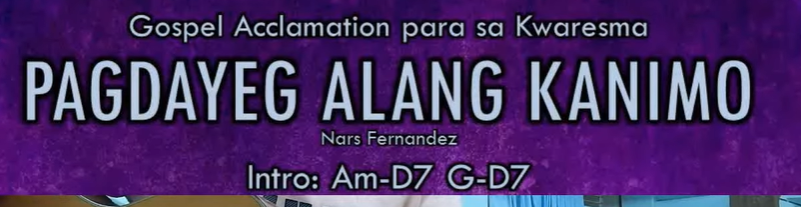 Gospel Acclamation para sa Kwaresma
PAGDAYEG ALANG KANIMO
Nars Fernandez
Intro: Am-D7 G-D7